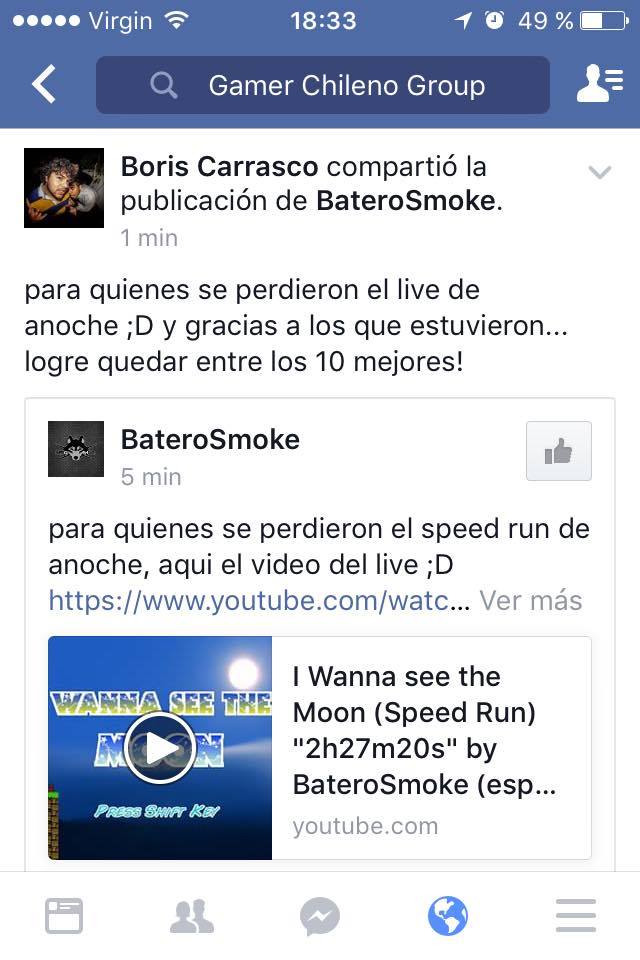 Virgin 18:33 49 %
Gamer Chileno Group
Boris Carrasco compartió la
publicación de BateroSmoke.
1 min
para quienes se perdieron el live de
anoche ;D y gracias a los que estuvieron...
logre quedar entre los 10 mejores!
BateroSmoke
5 min
para quienes se perdieron el speed run de
anoche, aqui el video del live ;D
https://www.youtube.com/watc... Ver más
WANNA SEE THE
MOON
PRESS SHIFT KEY
I Wanna see the
Moon (Speed Run)
"2h27m20s" by
BateroSmoke (esp...
youtube.com